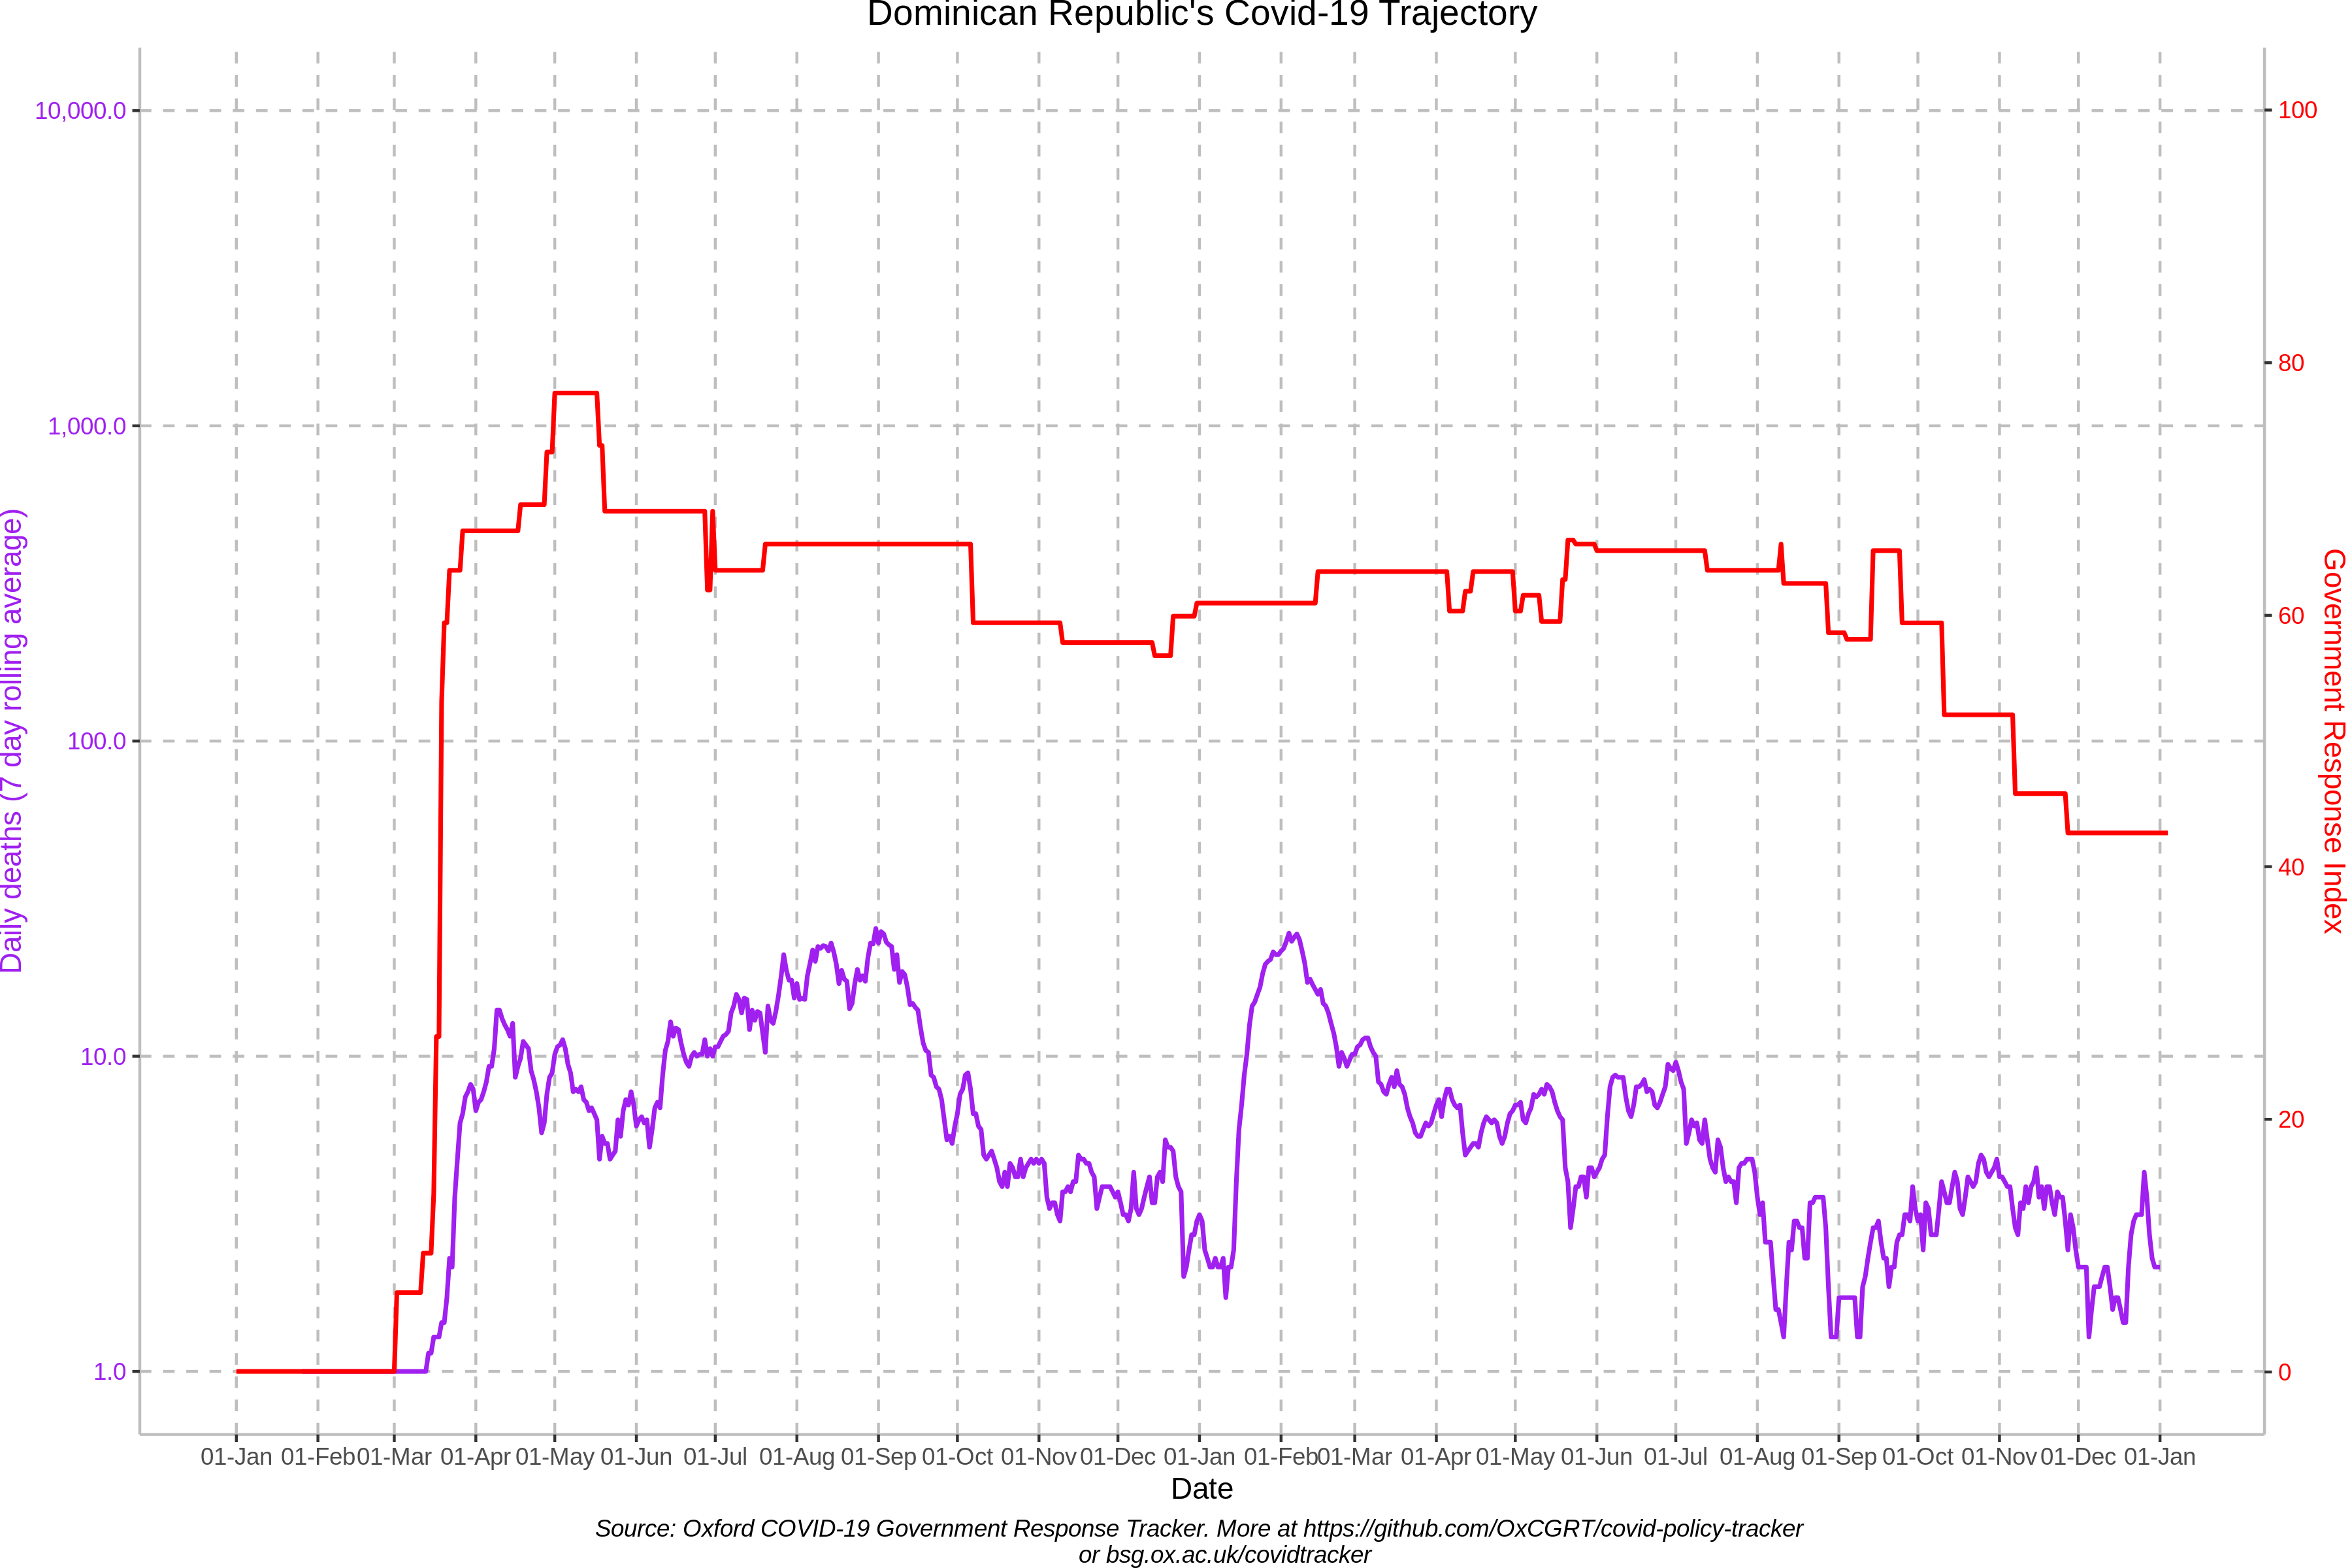 Dominican Republic's Covid-19 Trajectory
10,000.0
1,000.0
100.0
10.0
1.0
Daily deaths (7 day rolling average)
100
80
60
40
20
0
Government Response Index
01-Jan 01-Feb 01-Mar 01-Apr 01-May 01-Jun 01-Jul 01-Aug 01-Sep 01-Oct 01-Nov 01-Dec 01-Jan 01-Feb 01-Mar 01-Apr 01-May 01-Jun 01-Jul 01-Aug 01-Sep 01-Oct 01-Nov 01-Dec 01-Jan
Date
Source: Oxford COVID-19 Government Response Tracker. More at https://github.com/OxCGRT/covid-policy-tracker
or bsg.ox.ac.uk/covidtracker